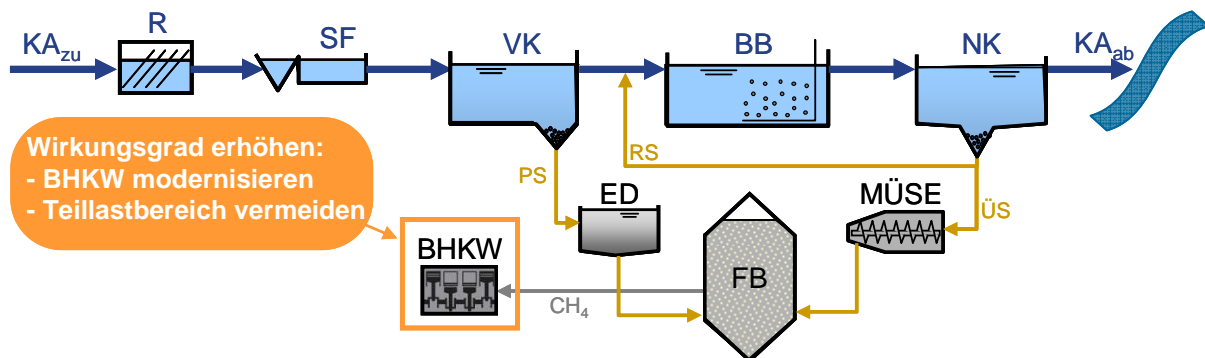 KAzu
R
SF
VK
BB
NK
KAab
Wirkungsgrad erhöhen:
- BHKW modernisieren
- Teillastbereich vermeiden
PS
RS
ED
MÜSE
ÜS
BHKW
CH4
FB